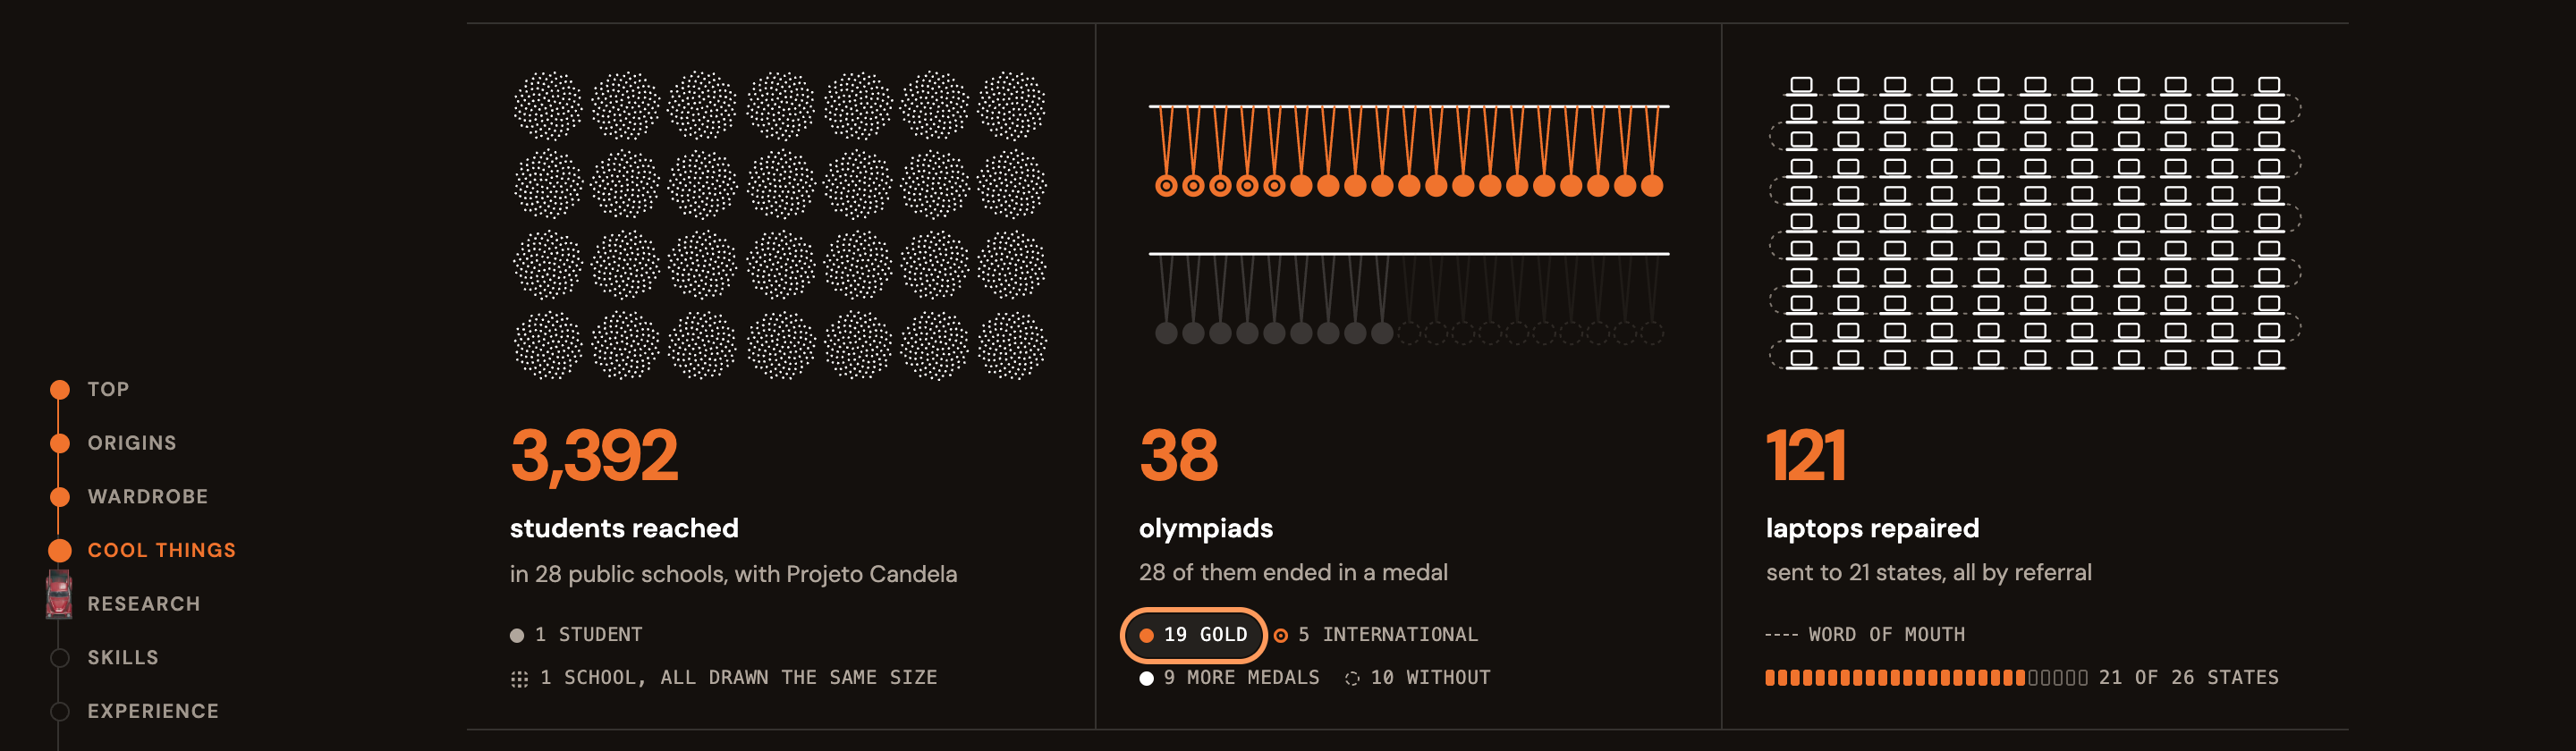 TOP
ORIGINS
WARDROBE
COOL THINGS
RESEARCH
SKILLS
EXPERIENCE
3,392
students reached
in 28 public schools, with Projeto Candela
1 STUDENT
1 SCHOOL, ALL DRAWN THE SAME SIZE
38
olympiads
28 of them ended in a medal
19 GOLD 5 INTERNATIONAL
9 MORE MEDALS 10 WITHOUT
121
laptops repaired
sent to 21 states, all by referral
WORD OF MOUTH
21 OF 26 STATES